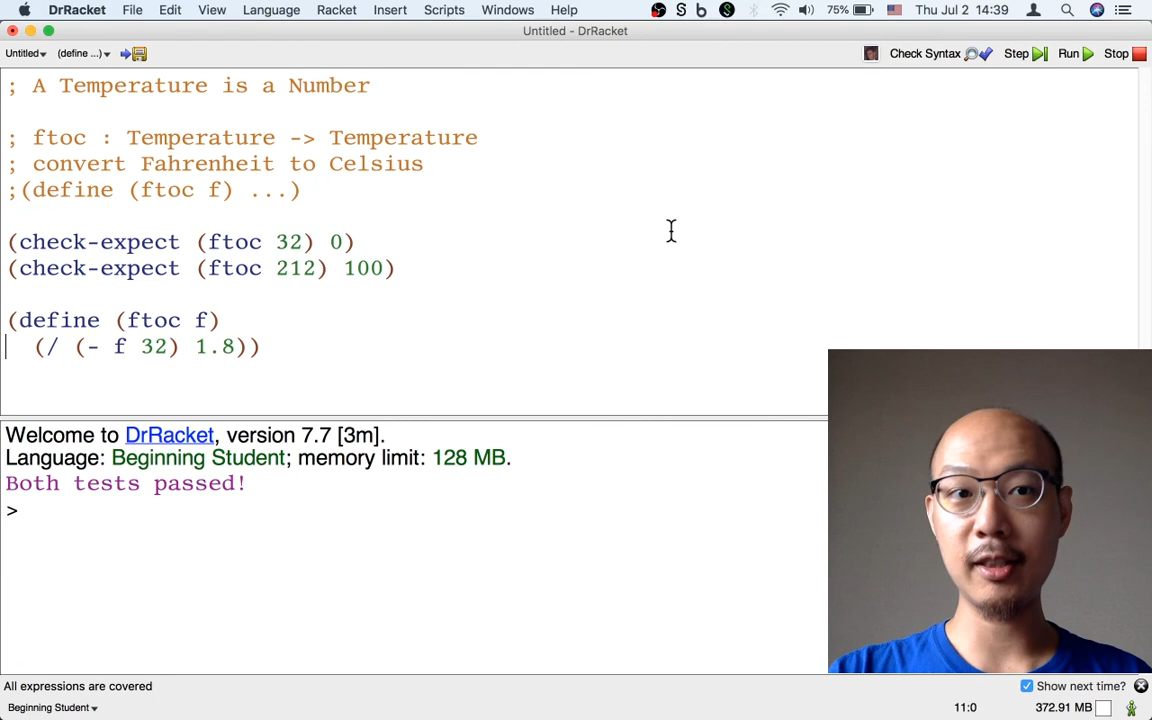 DrRacket File Edit View Language Racket Insert Scripts Windows Help 75% Thu Jul 2 14:39
Untitled - DrRacket
Untitled▾ (define ...)▾ Check Syntax Step Run Stop
; A Temperature is a Number
; ftoc : Temperature -> Temperature
; convert Fahrenheit to Celsius
;(define (ftoc f) ...)
(check-expect (ftoc 32) 0)
(check-expect (ftoc 212) 100)
(define (ftoc f)
(/ (- f 32) 1.8))
Welcome to DrRacket, version 7.7 [3m].
Language: Beginning Student; memory limit: 128 MB.
Both tests passed!
>
All expressions are covered Show next time?
Beginning Student▾ 11:0 372.91 MB